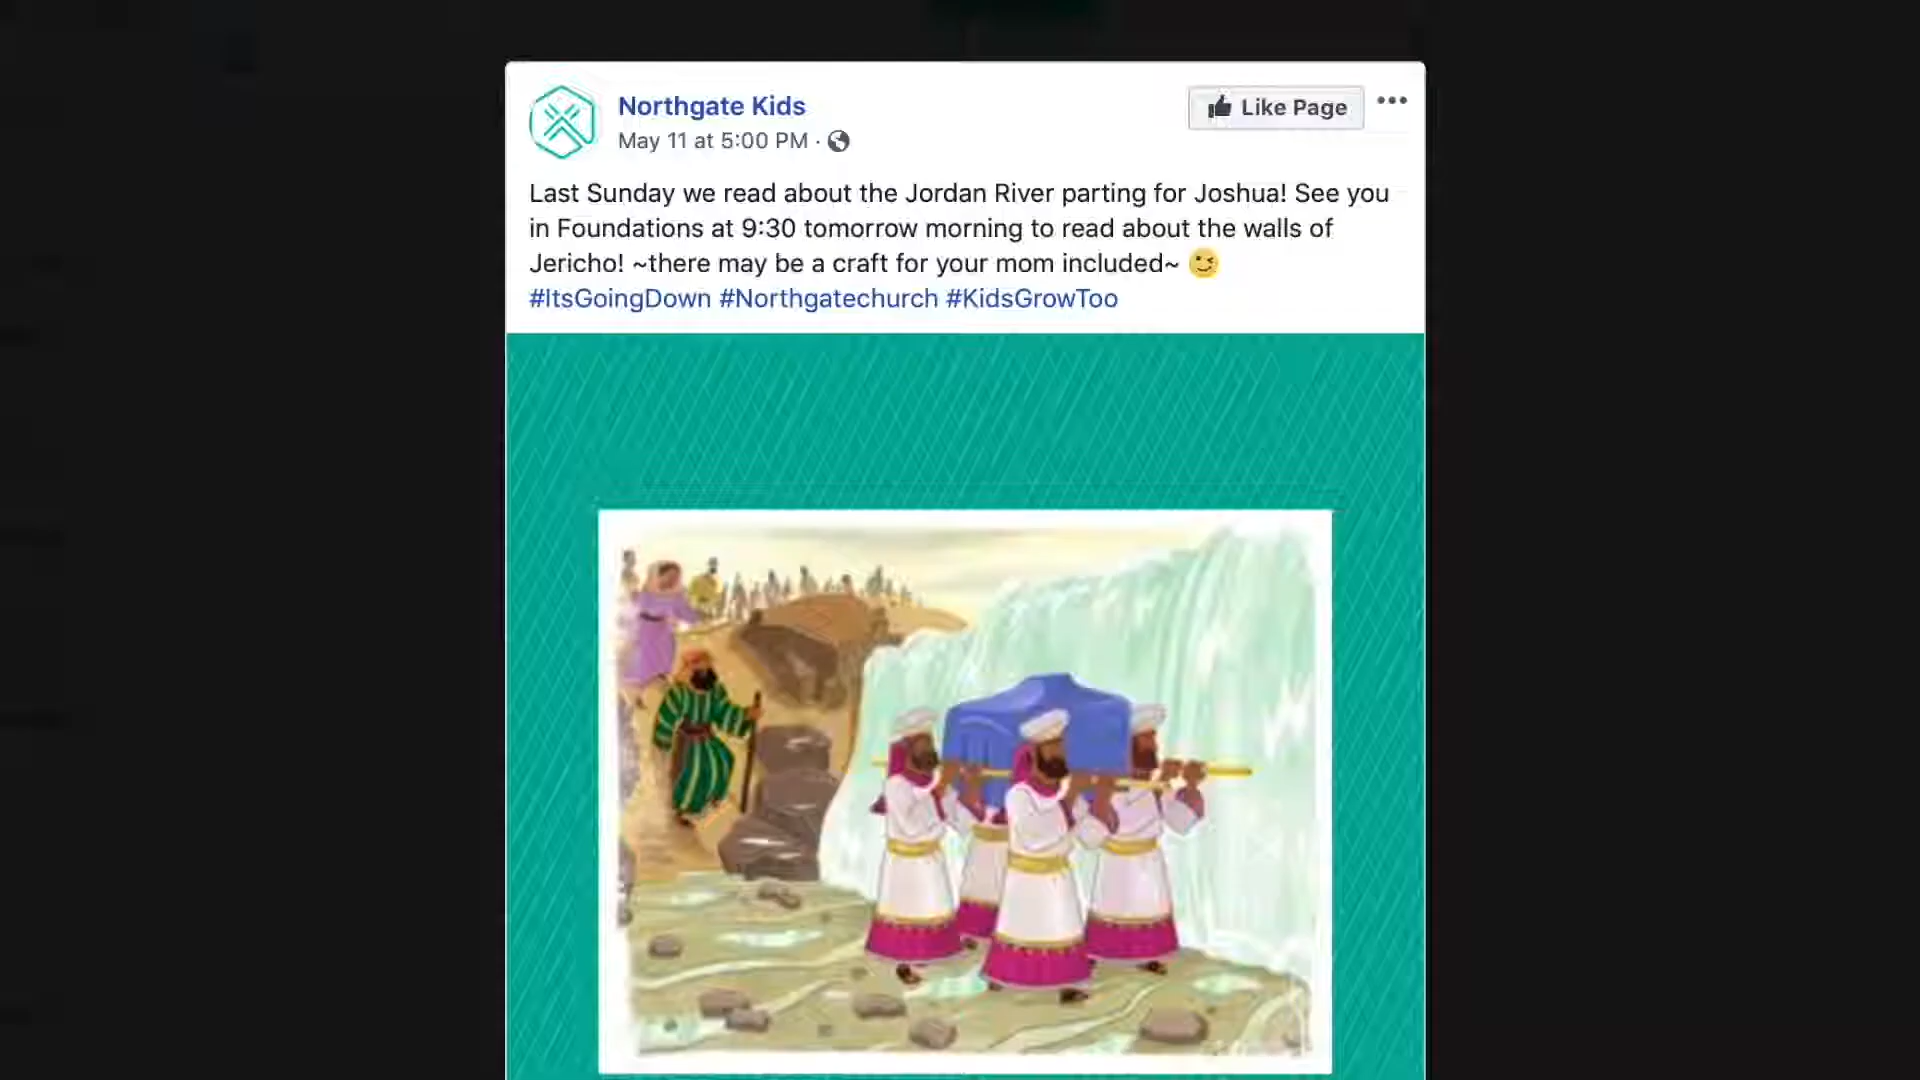 Northgate Kids
Like Page
May 11 at 5:00 PM ·
Last Sunday we read about the Jordan River parting for Joshua! See you
in Foundations at 9:30 tomorrow morning to read about the walls of
Jericho! ~there may be a craft for your mom included~ 😉
#ItsGoingDown #Northgatechurch #KidsGrowToo